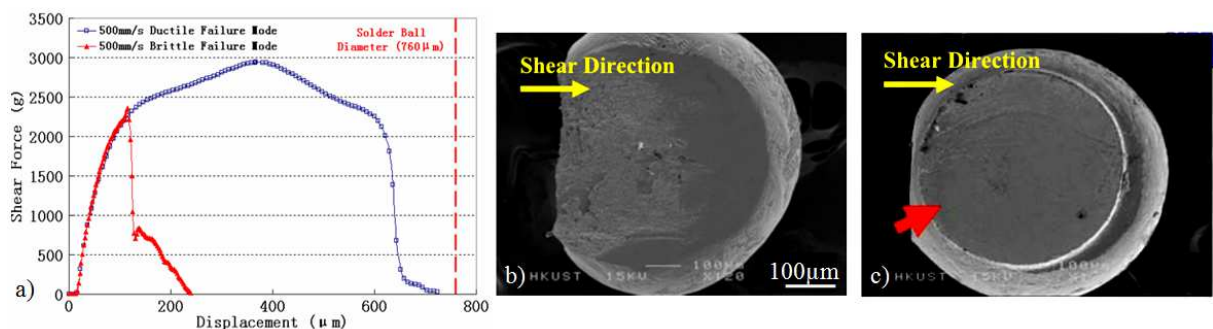 3500
3000
2500
2000
1500
1000
500
0
Shear Force (g)
500mm/s Ductile Failure Mode
500mm/s Brittle Failure Mode
Solder Ball
Diameter (760μm)
0 200 400 600 800
Displacement (μm)
a)
Shear Direction
b)
HKUST 15KV 100μm X120
100μm
Shear Direction
c)
HKUST 15KV 100μm